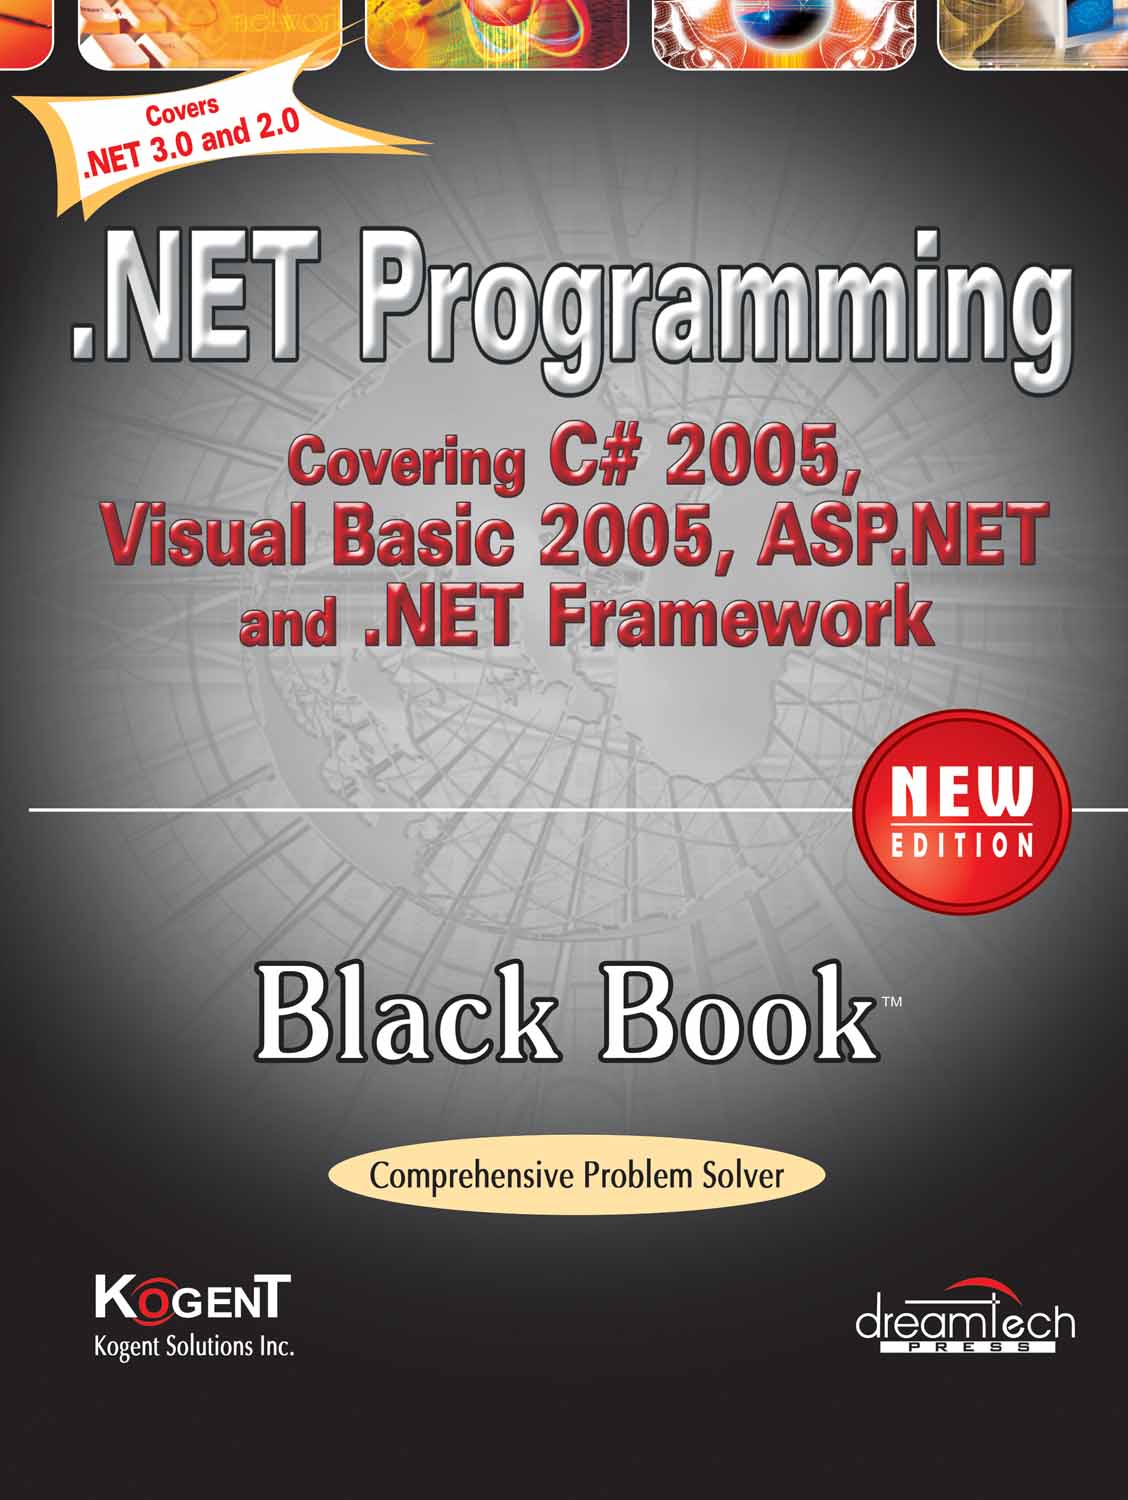 networ
Covers
.NET 3.0 and 2.0
.NET Programming
Covering C# 2005,
Visual Basic 2005, ASP.NET
and .NET Framework
NEW
EDITION
Black Book™
Comprehensive Problem Solver
KOGENT
Kogent Solutions Inc.
dreamtech
PRESS